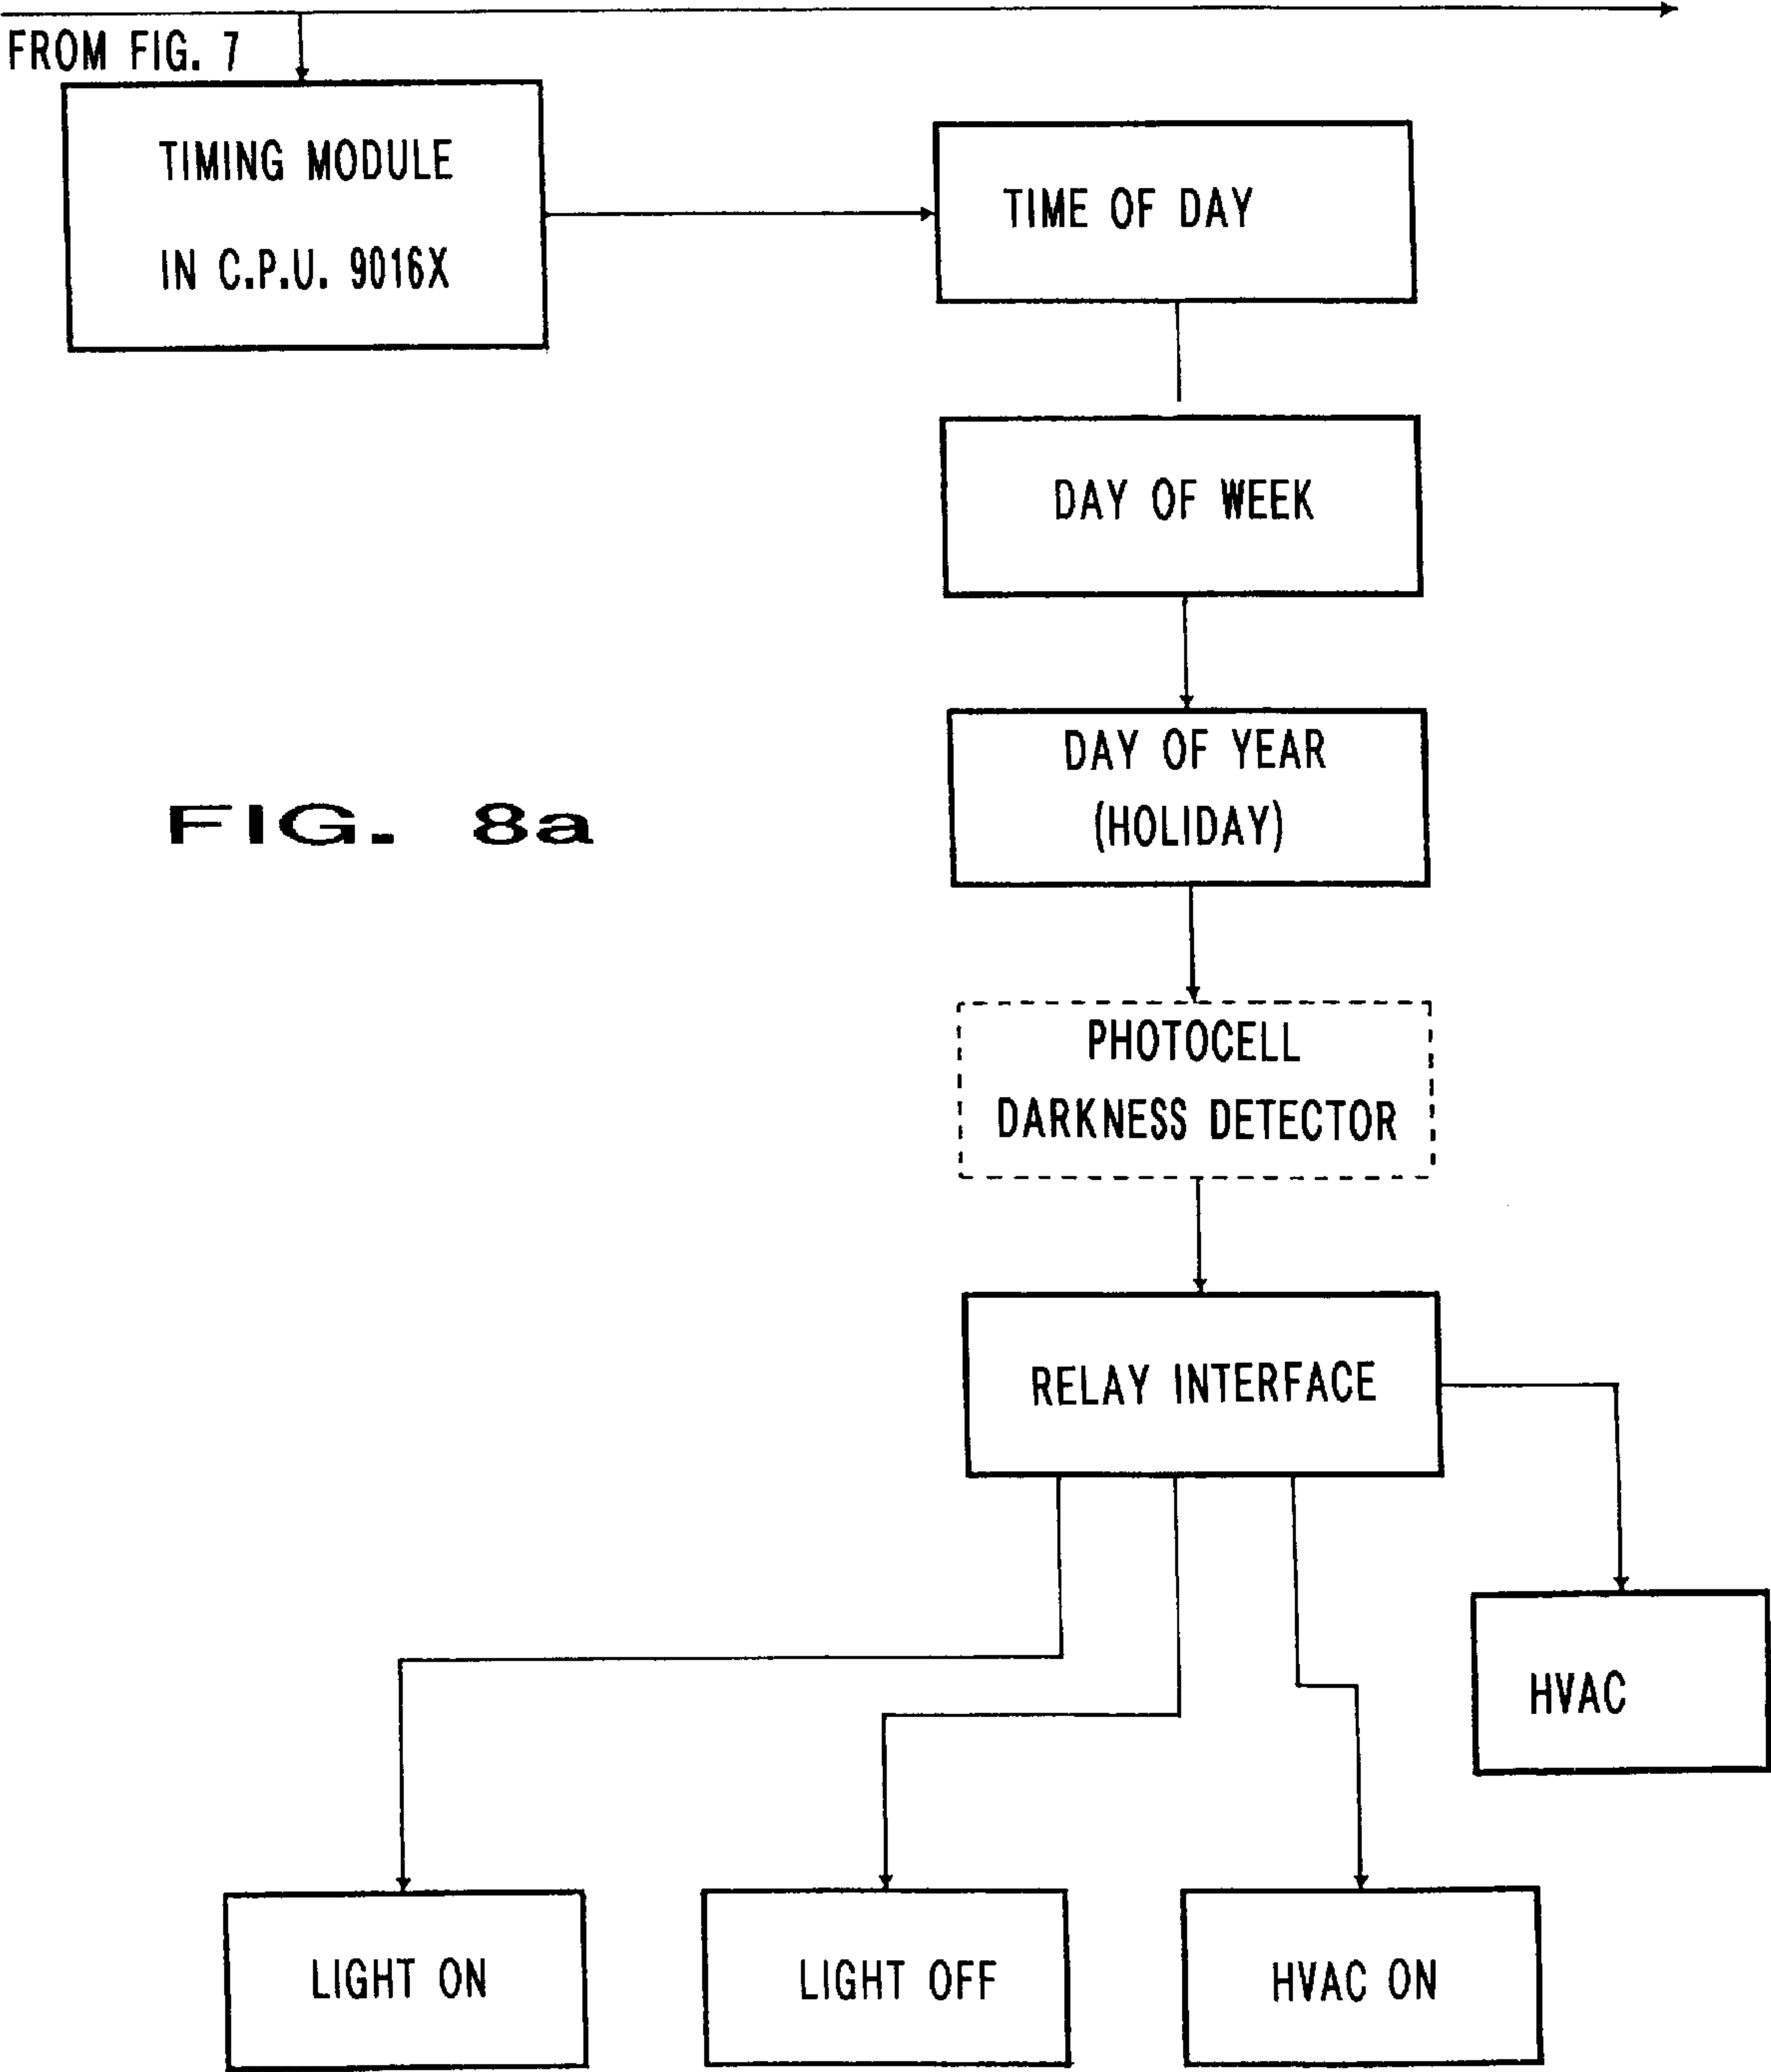 FROM FIG. 7
TIMING MODULE
IN C.P.U. 9016X
TIME OF DAY
DAY OF WEEK
DAY OF YEAR
(HOLIDAY)
FIG. 8a
PHOTOCELL
DARKNESS DETECTOR
RELAY INTERFACE
HVAC
LIGHT ON
LIGHT OFF
HVAC ON